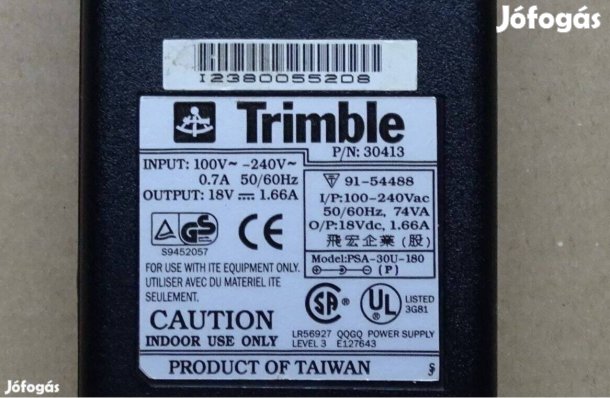 Jófogás
I2380055208
Trimble
P/N: 30413
INPUT: 100V~ -240V~
0.7A 50/60Hz
OUTPUT: 18V 1.66A
91-54488
I/P:100-240Vac
50/60Hz, 74VA
O/P:18Vdc, 1.66A
飛宏企業(股)
Model:PSA-30U-180
(P)
GS
S9452057
CE
FOR USE WITH ITE EQUIPMENT ONLY.
UTILISER AVEC DU MATERIEL ITE
SEULEMENT.
CAUTION
INDOOR USE ONLY
SA
UL
LISTED
3G81
LR56927 QQGQ POWER SUPPLY
LEVEL 3 E127643
PRODUCT OF TAIWAN
Jófogás